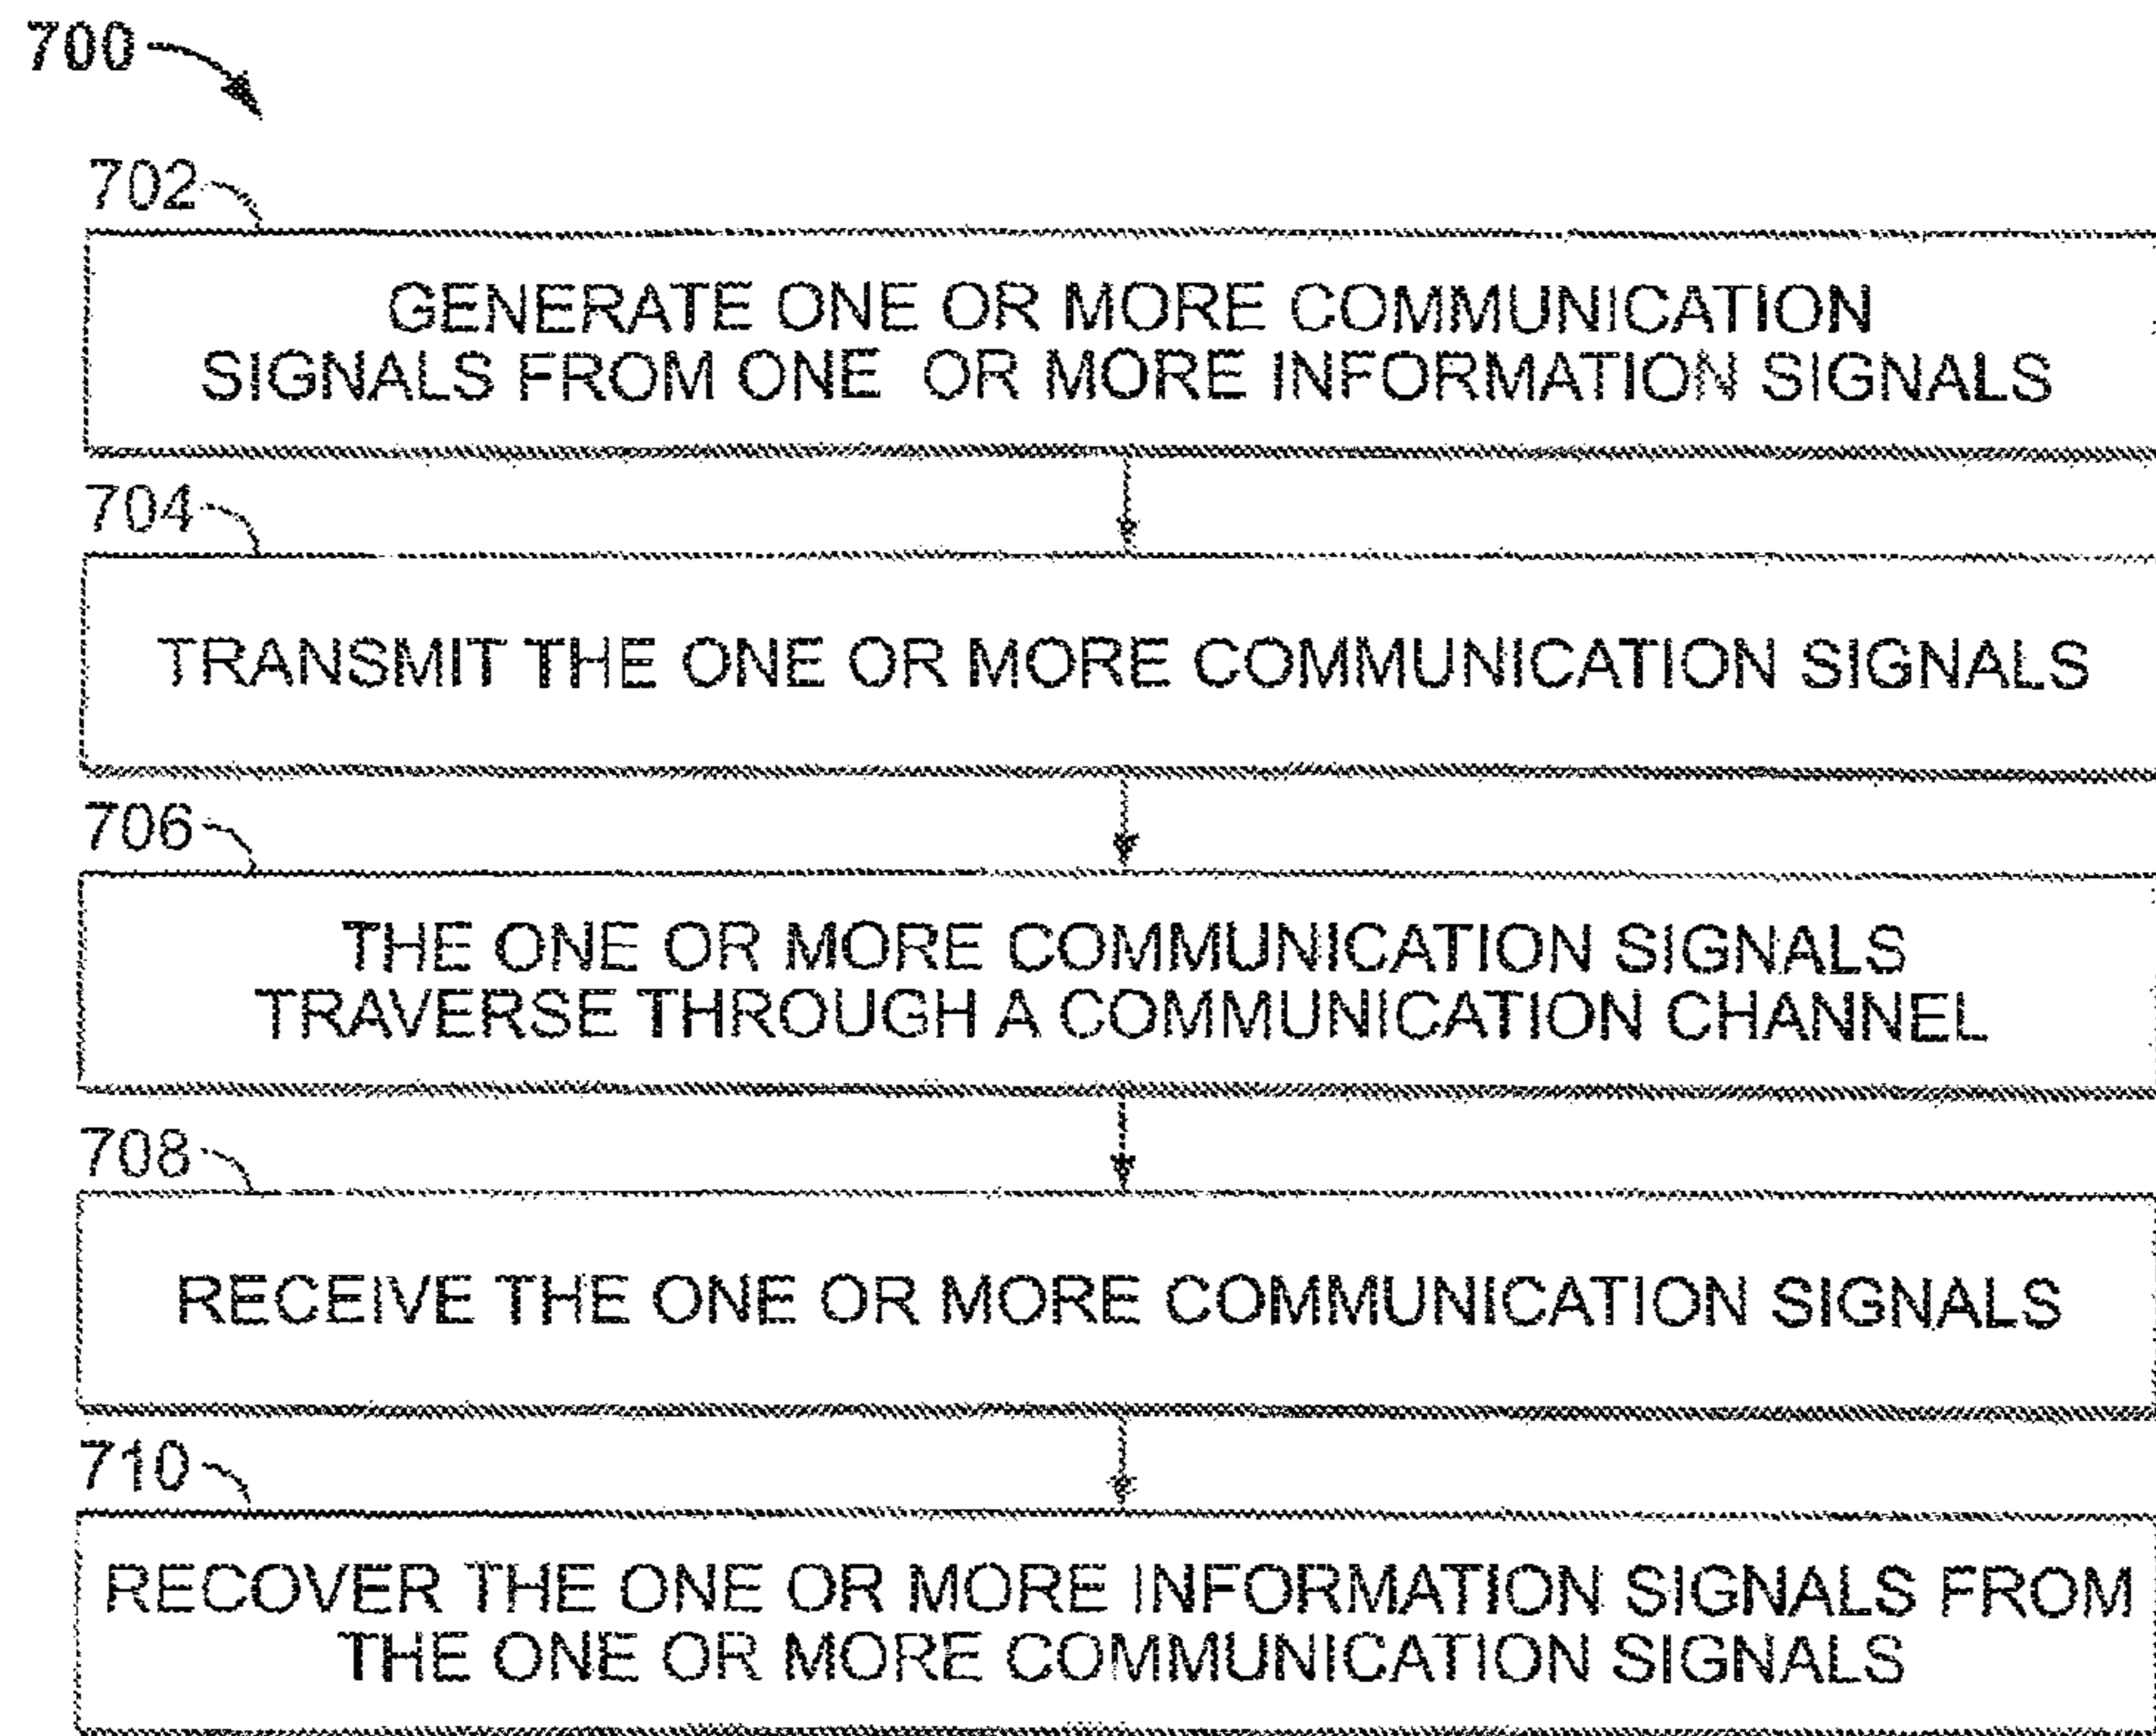 700
702
GENERATE ONE OR MORE COMMUNICATION
SIGNALS FROM ONE OR MORE INFORMATION SIGNALS
704
TRANSMIT THE ONE OR MORE COMMUNICATION SIGNALS
706
THE ONE OR MORE COMMUNICATION SIGNALS
TRAVERSE THROUGH A COMMUNICATION CHANNEL
708
RECEIVE THE ONE OR MORE COMMUNICATION SIGNALS
710
RECOVER THE ONE OR MORE INFORMATION SIGNALS FROM
THE ONE OR MORE COMMUNICATION SIGNALS